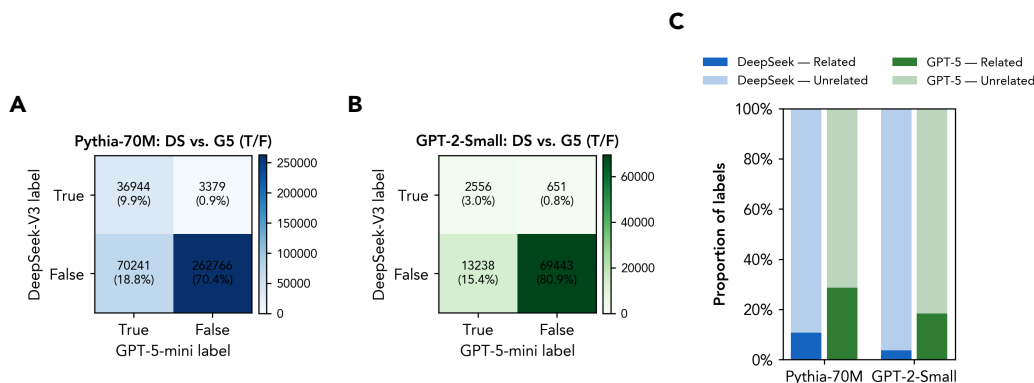 A
Pythia-70M: DS vs. G5 (T/F)
DeepSeek-V3 label
True
False
36944
(9.9%)
3379
(0.9%)
70241
(18.8%)
262766
(70.4%)
True
False
GPT-5-mini label
250000
200000
150000
100000
50000
0
B
GPT-2-Small: DS vs. G5 (T/F)
DeepSeek-V3 label
True
False
2556
(3.0%)
651
(0.8%)
13238
(15.4%)
69443
(80.9%)
True
False
GPT-5-mini label
60000
40000
20000
0
C
DeepSeek — Related
DeepSeek — Unrelated
GPT-5 — Related
GPT-5 — Unrelated
Proportion of labels
100%
80%
60%
40%
20%
0%
Pythia-70M
GPT-2-Small